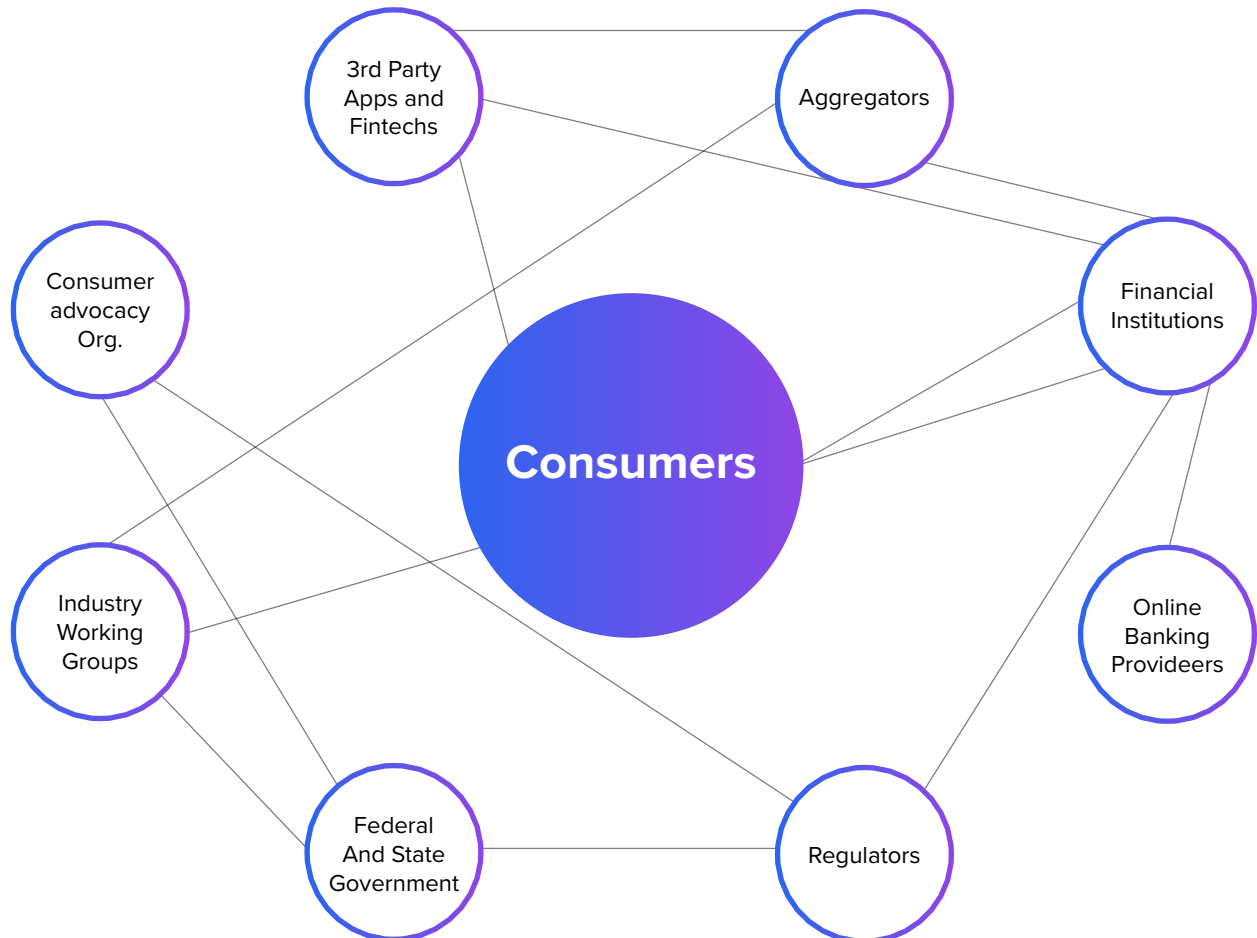 3rd Party
Apps and
Fintechs
Aggregators
Consumer
advocacy
Org.
Financial
Institutions
Consumers
Industry
Working
Groups
Online
Banking
Provideers
Federal
And State
Government
Regulators